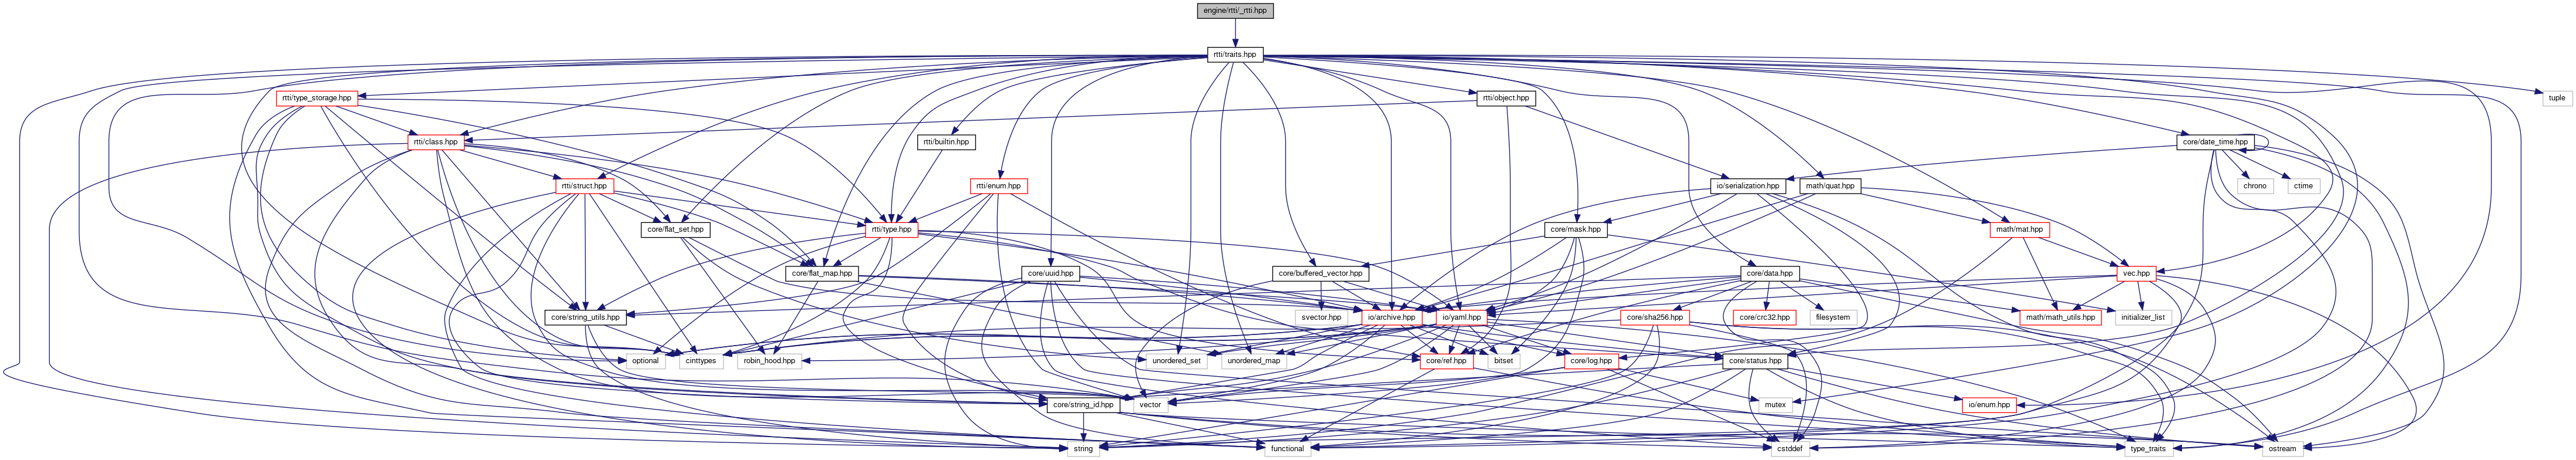 engine/rtti/_rtti.hpp
rtti/traits.hpp
rtti/type_storage.hpp
rtti/object.hpp
tuple
rtti/class.hpp
rtti/builtin.hpp
core/date_time.hpp
rtti/struct.hpp
rtti/enum.hpp
io/serialization.hpp
math/quat.hpp
chrono
ctime
core/flat_set.hpp
rtti/type.hpp
core/mask.hpp
math/mat.hpp
core/flat_map.hpp
core/uuid.hpp
core/buffered_vector.hpp
core/data.hpp
vec.hpp
core/string_utils.hpp
svector.hpp
io/archive.hpp
io/yaml.hpp
core/sha256.hpp
core/crc32.hpp
filesystem
math/math_utils.hpp
initializer_list
optional
cinttypes
robin_hood.hpp
unordered_set
unordered_map
core/ref.hpp
bitset
core/log.hpp
core/status.hpp
core/string_id.hpp
vector
mutex
io/enum.hpp
string
functional
cstddef
type_traits
ostream